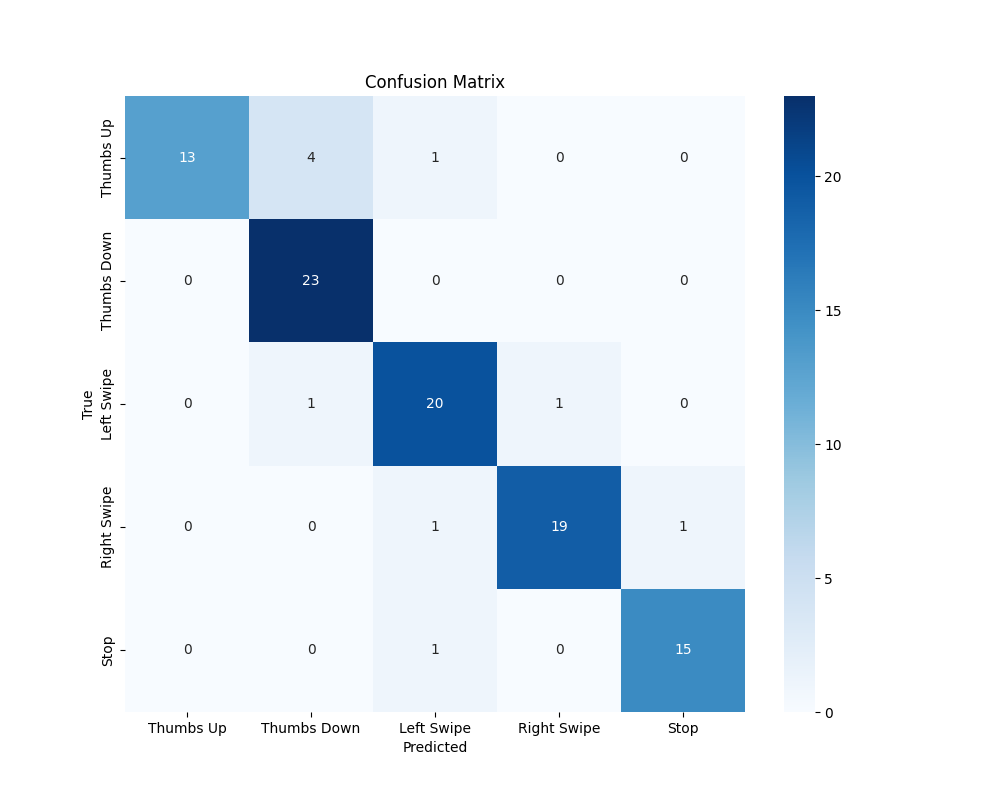 Confusion Matrix
True
Thumbs Up
13 4 1 0 0
Thumbs Down
0 23 0 0 0
Left Swipe
0 1 20 1 0
Right Swipe
0 0 1 19 1
Stop
0 0 1 0 15
Thumbs Up Thumbs Down Left Swipe Right Swipe Stop
Predicted
20
15
10
5
0